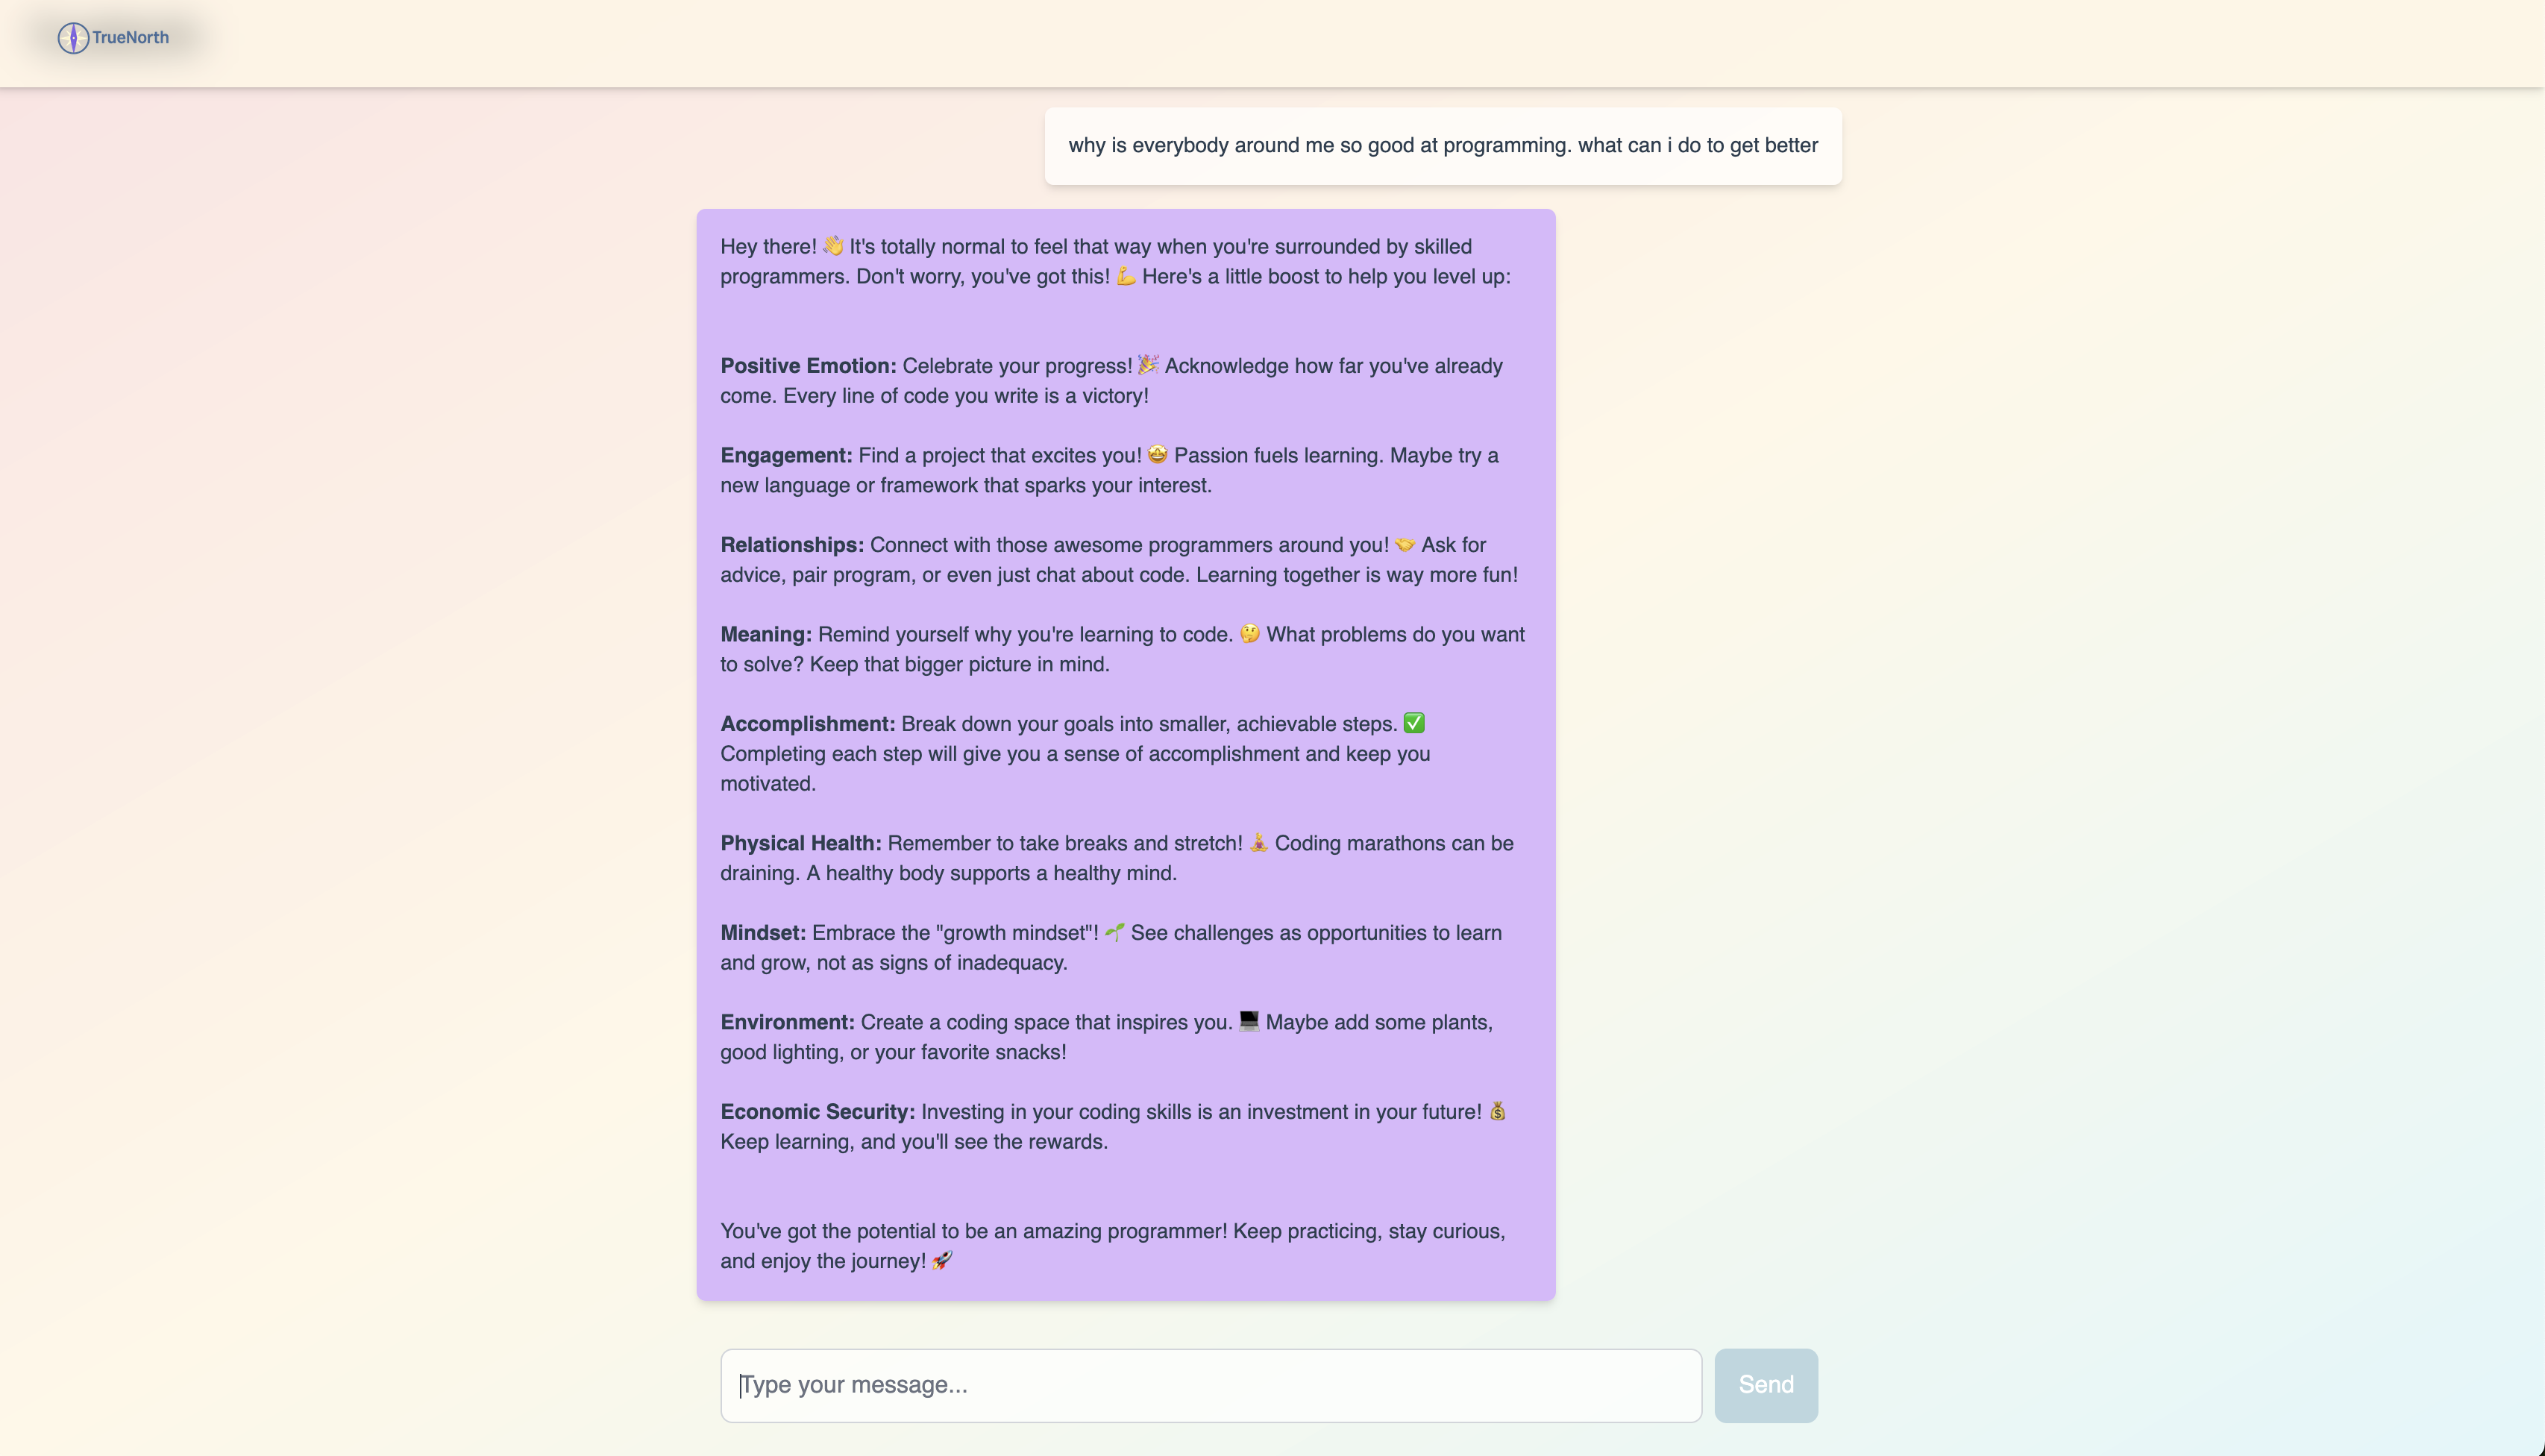 TrueNorth
why is everybody around me so good at programming. what can i do to get better
Hey there! 👋 It's totally normal to feel that way when you're surrounded by skilled
programmers. Don't worry, you've got this! 💪 Here's a little boost to help you level up:
Positive Emotion: Celebrate your progress! 🎉 Acknowledge how far you've already
come. Every line of code you write is a victory!
Engagement: Find a project that excites you! 🤩 Passion fuels learning. Maybe try a
new language or framework that sparks your interest.
Relationships: Connect with those awesome programmers around you! 🤝 Ask for
advice, pair program, or even just chat about code. Learning together is way more fun!
Meaning: Remind yourself why you're learning to code. 🤔 What problems do you want
to solve? Keep that bigger picture in mind.
Accomplishment: Break down your goals into smaller, achievable steps. ✅
Completing each step will give you a sense of accomplishment and keep you
motivated.
Physical Health: Remember to take breaks and stretch! 🧘 Coding marathons can be
draining. A healthy body supports a healthy mind.
Mindset: Embrace the "growth mindset"! 🌱 See challenges as opportunities to learn
and grow, not as signs of inadequacy.
Environment: Create a coding space that inspires you. 💻 Maybe add some plants,
good lighting, or your favorite snacks!
Economic Security: Investing in your coding skills is an investment in your future! 💰
Keep learning, and you'll see the rewards.
You've got the potential to be an amazing programmer! Keep practicing, stay curious,
and enjoy the journey! 🚀
Type your message...
Send